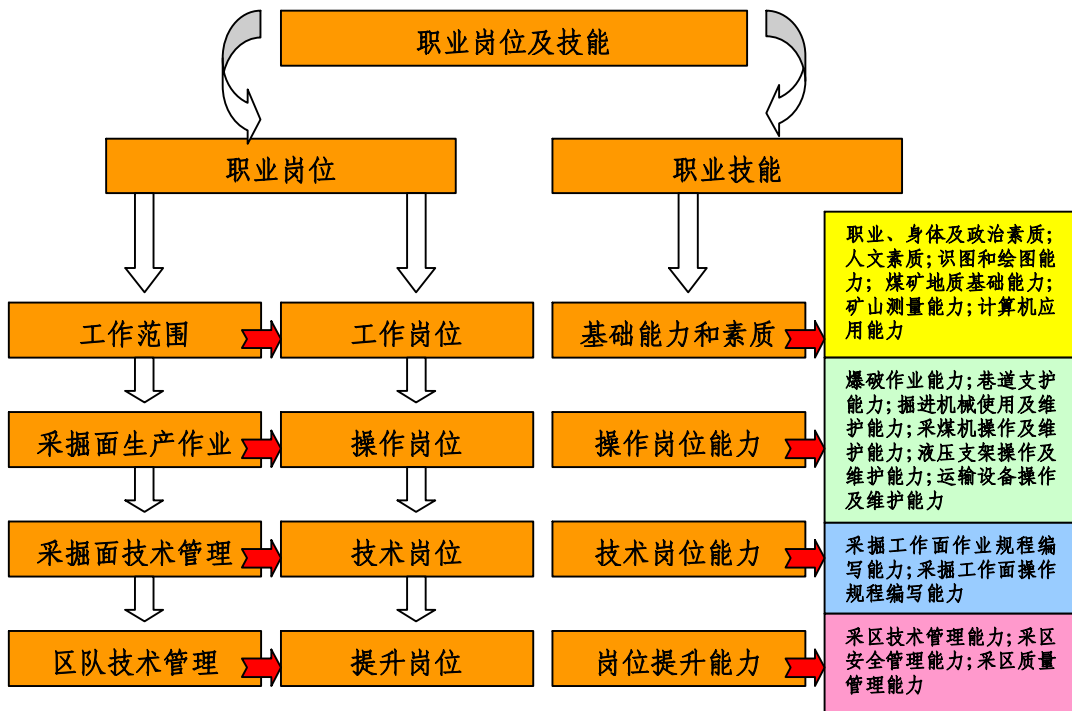 职业岗位及技能
职业岗位
职业技能
工作范围
工作岗位
基础能力和素质
职业、身体及政治素质;
人文素质;识图和绘图能
力; 煤矿地质基础能力;
矿山测量能力;计算机应
用能力
采掘面生产作业
操作岗位
操作岗位能力
爆破作业能力;巷道支护
能力;掘进机械使用及维
护能力;采煤机操作及维
护能力;液压支架操作及
维护能力;运输设备操作
及维护能力
采掘面技术管理
技术岗位
技术岗位能力
采掘工作面作业规程编
写能力;采掘工作面操作
规程编写能力
区队技术管理
提升岗位
岗位提升能力
采区技术管理能力;采区
安全管理能力;采区质量
管理能力